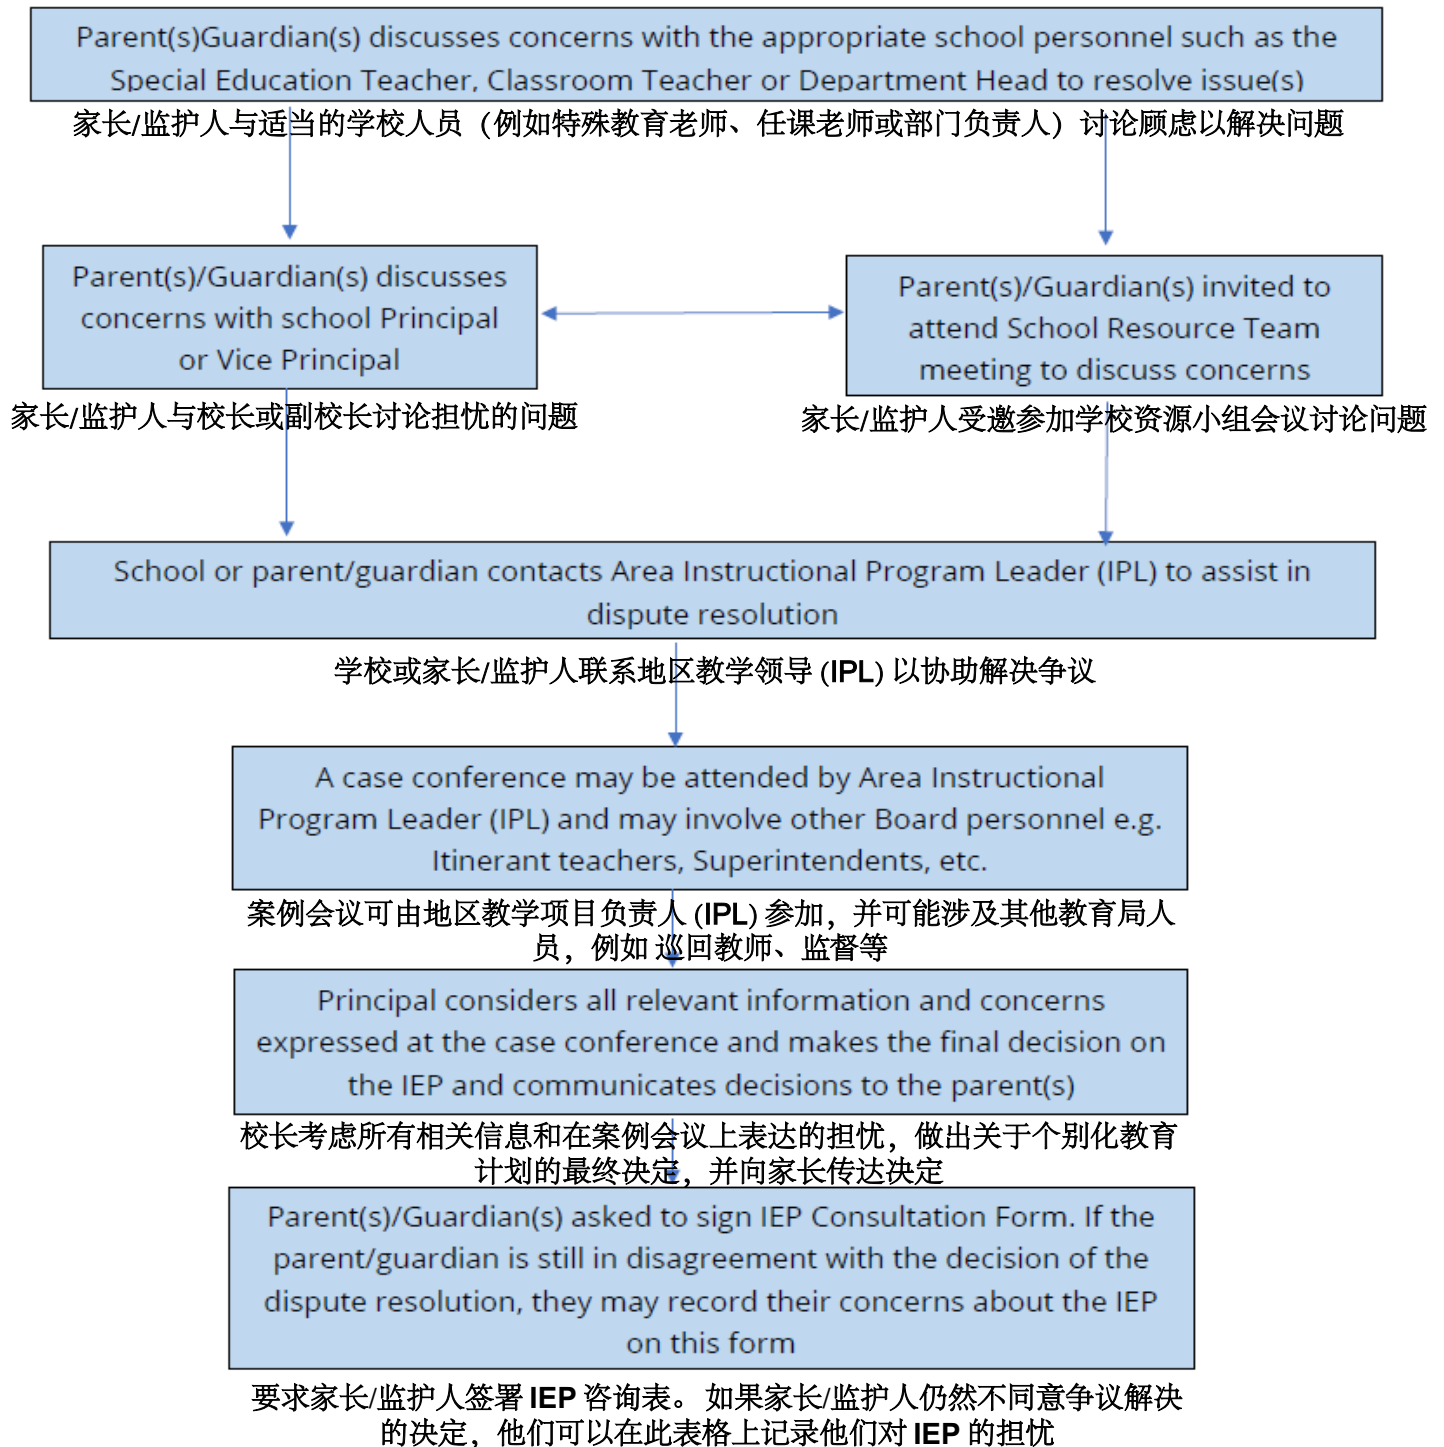 Parent(s)Guardian(s) discusses concerns with the appropriate school personnel such as the
Special Education Teacher, Classroom Teacher or Department Head to resolve issue(s)
家长/监护人与适当的学校人员（例如特殊教育老师、任课老师或部门负责人）讨论顾虑以解决问题
Parent(s)/Guardian(s) discusses
concerns with school Principal
or Vice Principal
家长/监护人与校长或副校长讨论担忧的问题
Parent(s)/Guardian(s) invited to
attend School Resource Team
meeting to discuss concerns
家长/监护人受邀参加学校资源小组会议讨论问题
School or parent/guardian contacts Area Instructional Program Leader (IPL) to assist in
dispute resolution
学校或家长/监护人联系地区教学领导 (IPL) 以协助解决争议
A case conference may be attended by Area Instructional
Program Leader (IPL) and may involve other Board personnel e.g.
Itinerant teachers, Superintendents, etc.
案例会议可由地区教学项目负责人 (IPL) 参加，并可能涉及其他教育局人
员，例如 巡回教师、监督等
Principal considers all relevant information and concerns
expressed at the case conference and makes the final decision on
the IEP and communicates decisions to the parent(s)
校长考虑所有相关信息和在案例会议上表达的担忧，做出关于个别化教育
计划的最终决定，并向家长传达决定
Parent(s)/Guardian(s) asked to sign IEP Consultation Form. If the
parent/guardian is still in disagreement with the decision of the
dispute resolution, they may record their concerns about the IEP
on this form
要求家长/监护人签署 IEP 咨询表。 如果家长/监护人仍然不同意争议解决
的决定，他们可以在此表格上记录他们对 IEP 的担忧